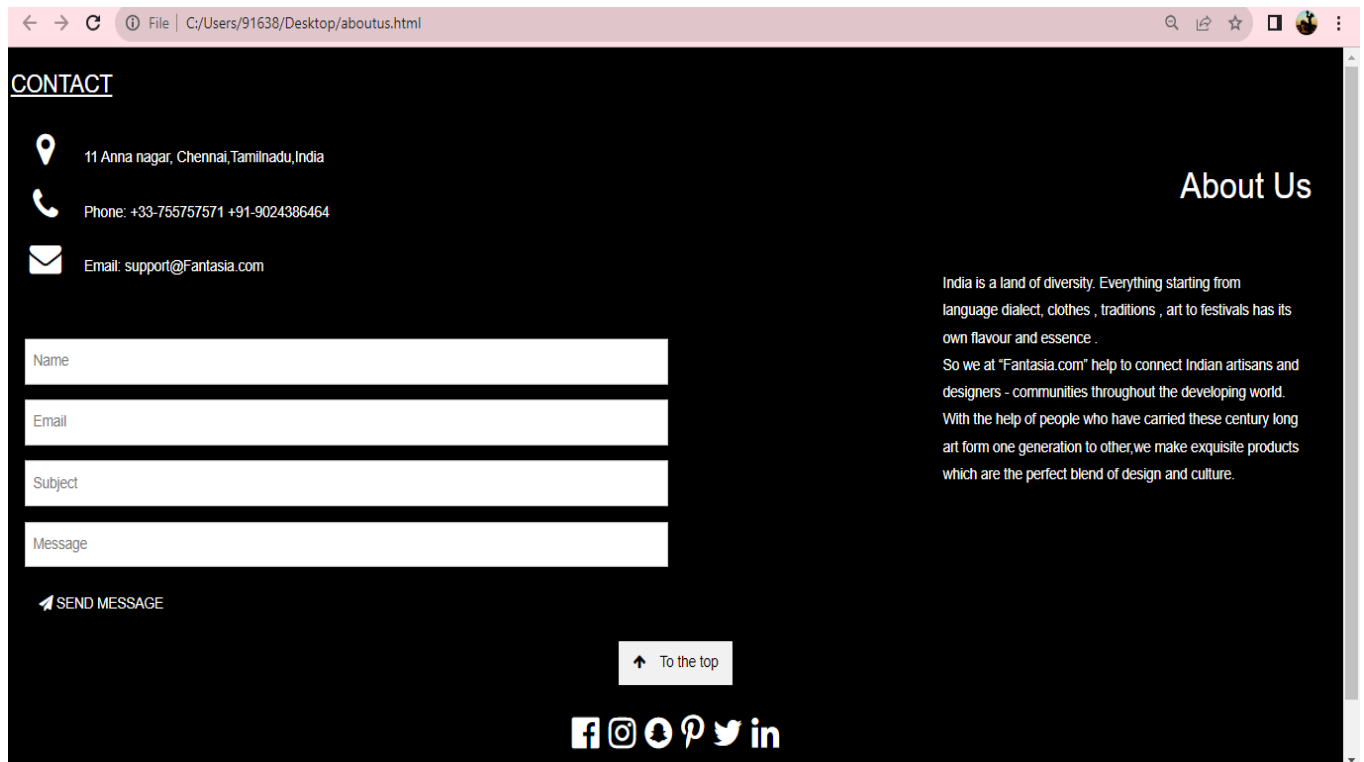 File | C:/Users/91638/Desktop/aboutus.html
CONTACT
11 Anna nagar, Chennai,Tamilnadu,India
Phone: +33-755757571 +91-9024386464
Email: support@Fantasia.com
Name
Email
Subject
Message
SEND MESSAGE
About Us
India is a land of diversity. Everything starting from
language dialect, clothes , traditions , art to festivals has its
own flavour and essence .
So we at “Fantasia.com” help to connect Indian artisans and
designers - communities throughout the developing world.
With the help of people who have carried these century long
art form one generation to other,we make exquisite products
which are the perfect blend of design and culture.
To the top